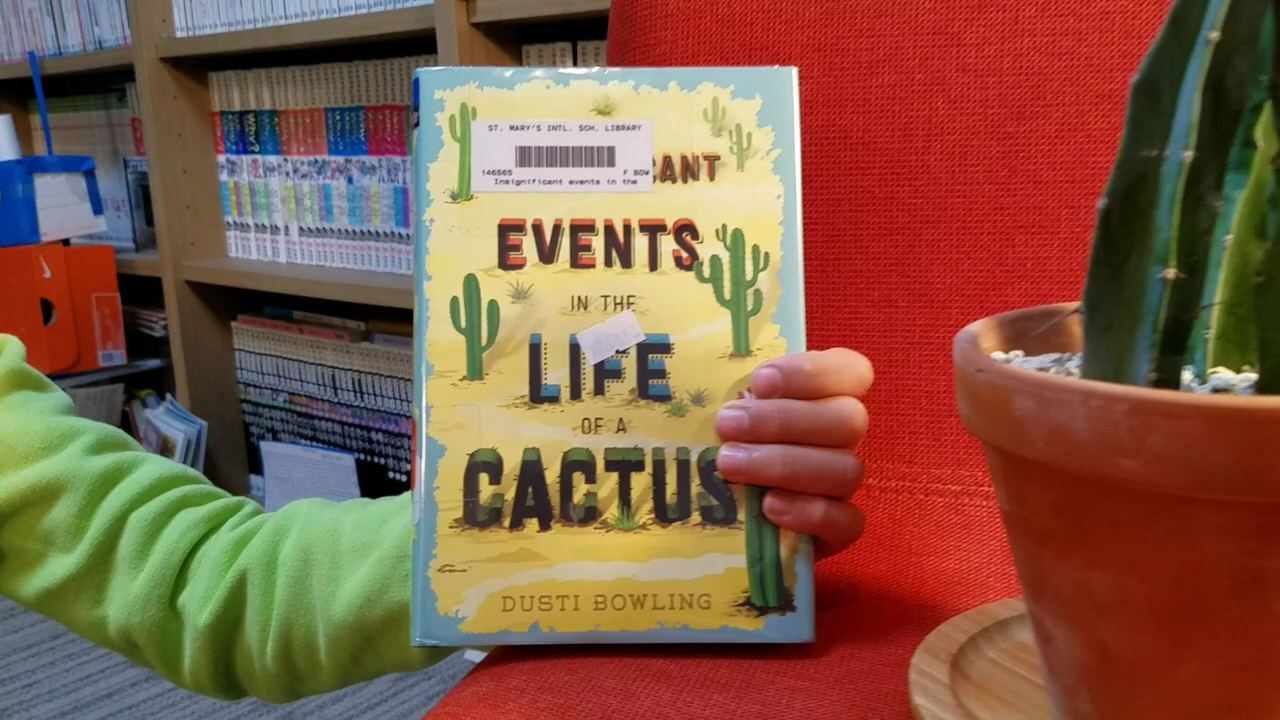 ST. MARY'S INTL. SCH. LIBRARY
146565 F BOW
Insignificant events in the
CANT
EVENTS
IN THE
LIFE
OF A
CACTUS
DUSTI BOWLING